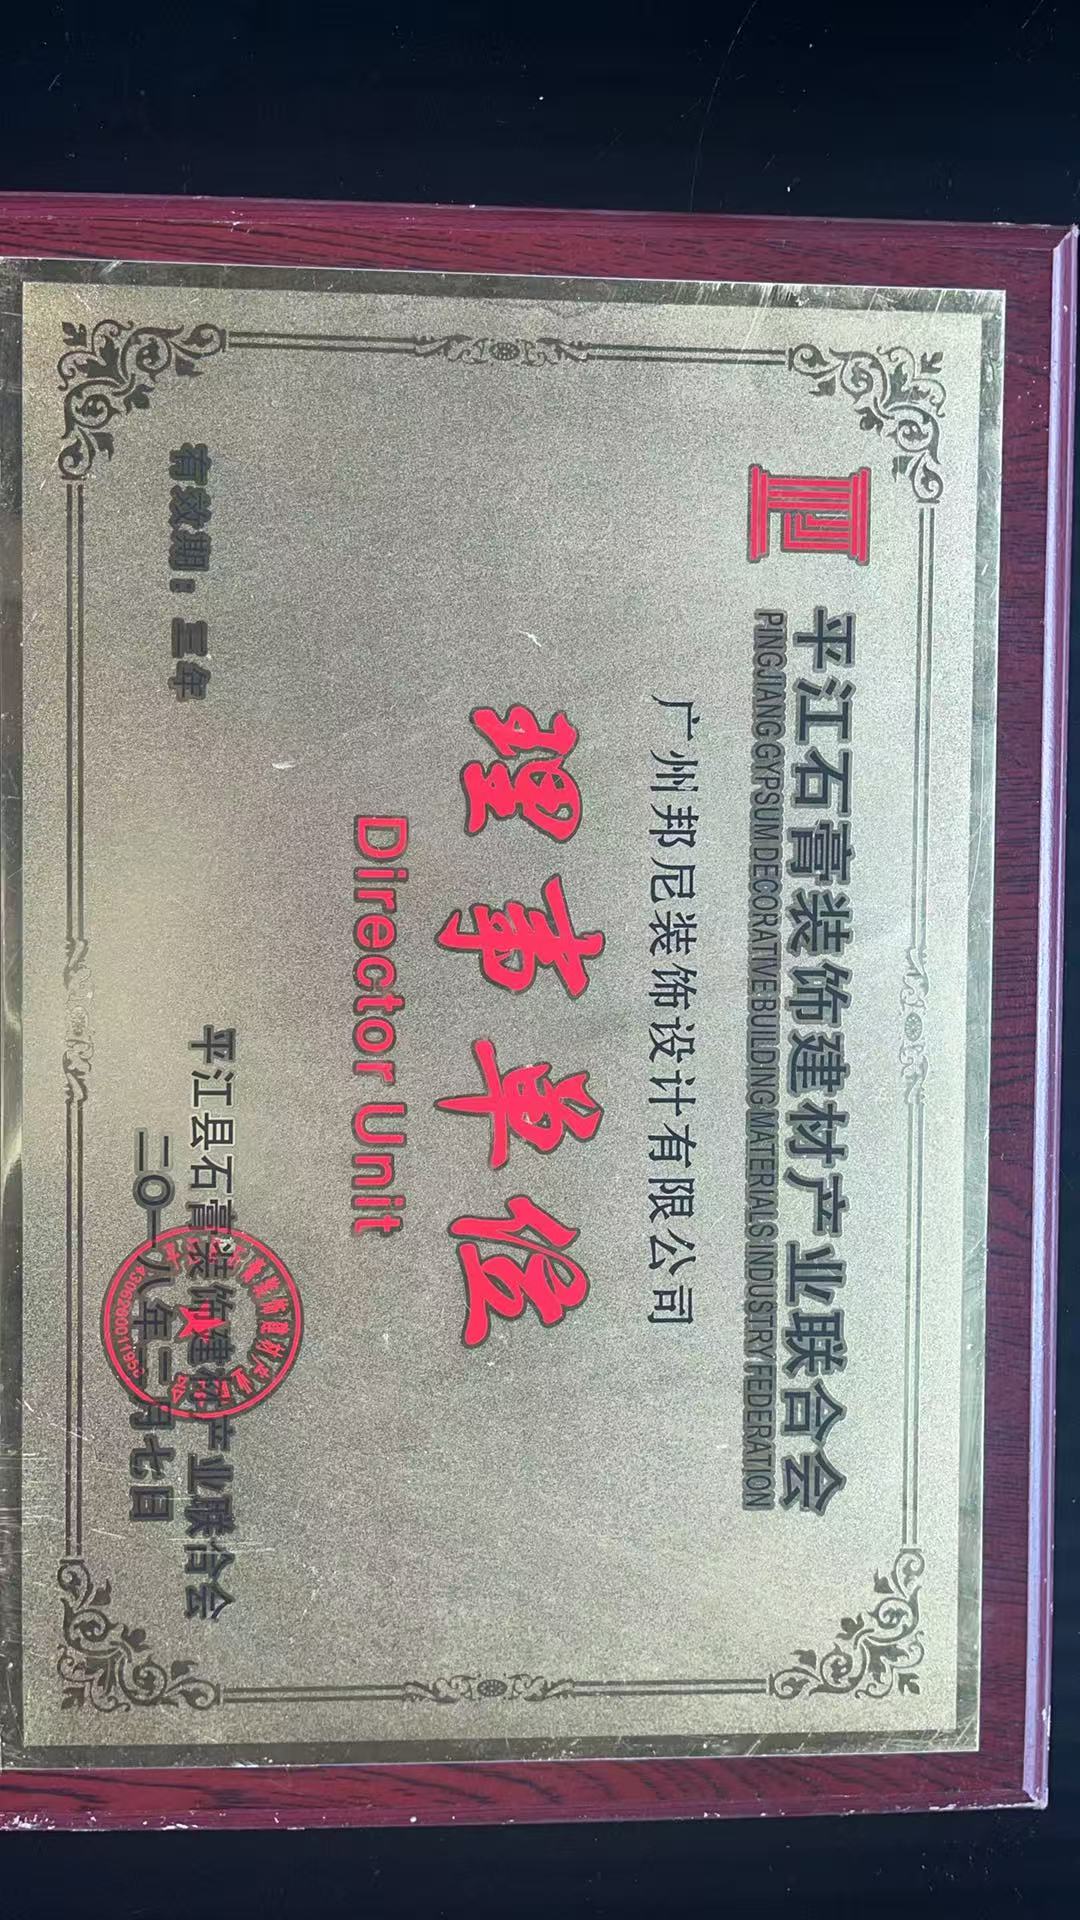 平江石膏装饰建材产业联合会
PINGJIANG GYPSUM DECORATIVE BUILDING MATERIALS INDUSTRY FEDERATION
广州邦尼装饰设计有限公司
理事单位
Director Unit
有效期：三年
平江县石膏装饰建材产业联合会
二〇一八年二月七日